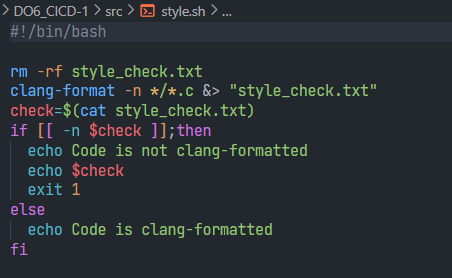 DO6_CICD-1 > src > style.sh > ...
#!/bin/bash
rm -rf style_check.txt
clang-format -n */*.c &> "style_check.txt"
check=$(cat style_check.txt)
if [[ -n $check ]];then
  echo Code is not clang-formatted
  echo $check
  exit 1
else
  echo Code is clang-formatted
fi